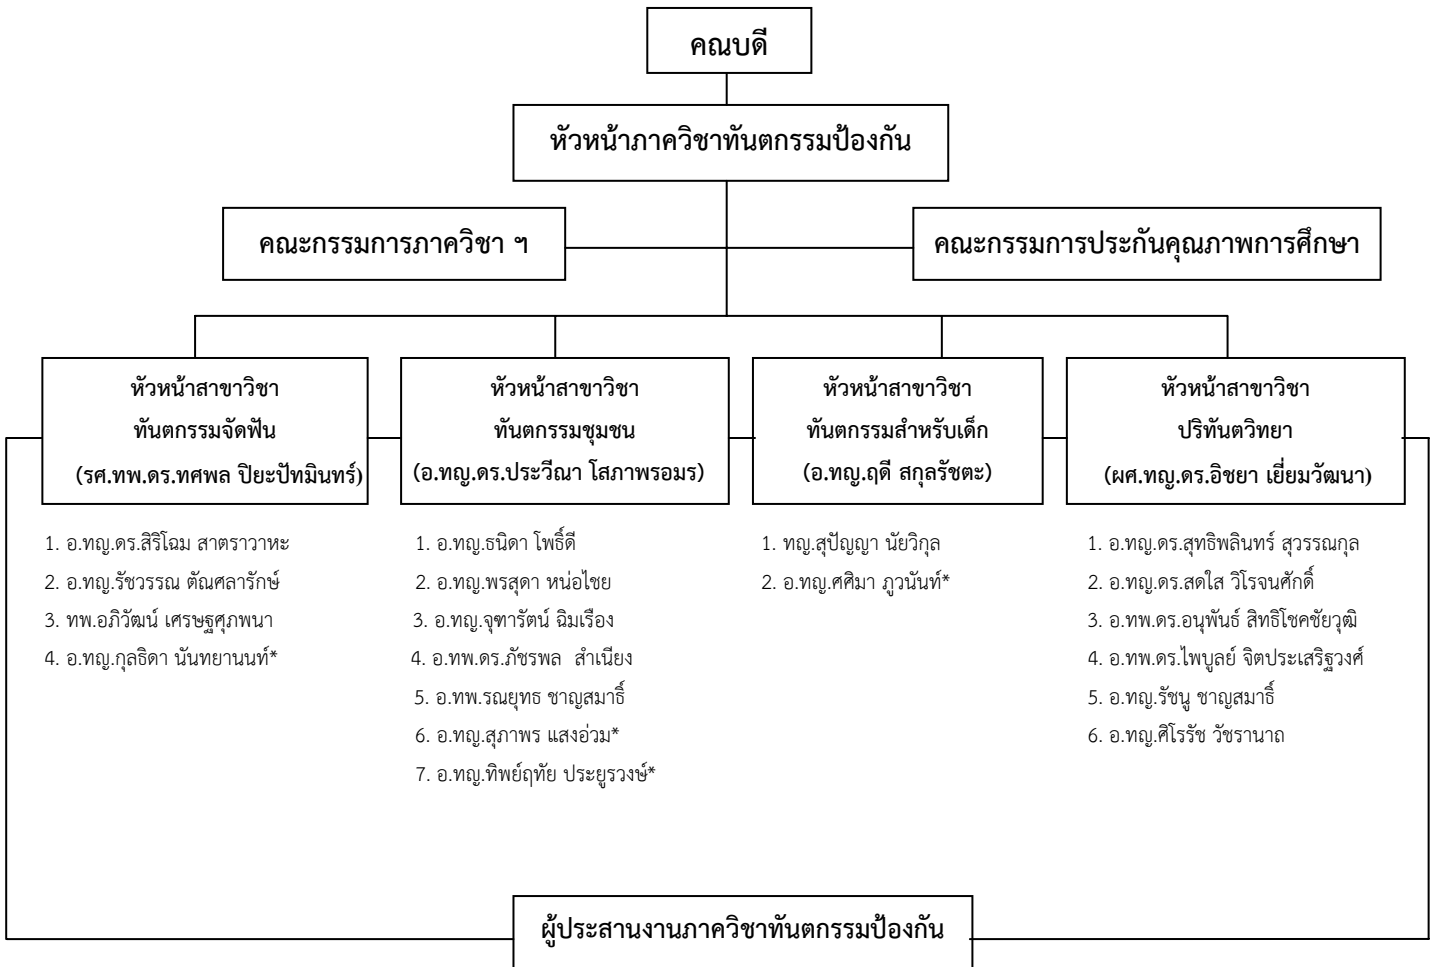 คณบดี
หัวหน้าภาควิชาทันตกรรมป้องกัน
คณะกรรมการภาควิชา ฯ
คณะกรรมการประกันคุณภาพการศึกษา
หัวหน้าสาขาวิชา
ทันตกรรมจัดฟัน
(รศ.ทพ.ดร.ทศพล ปิยะปัทมินทร์)
หัวหน้าสาขาวิชา
ทันตกรรมชุมชน
(อ.ทญ.ดร.ประวีณา โสภาพรอมร)
หัวหน้าสาขาวิชา
ทันตกรรมสำหรับเด็ก
(อ.ทญ.ฤดี สกุลรัชตะ)
หัวหน้าสาขาวิชา
ปริทันตวิทยา
(ผศ.ทญ.ดร.อิชยา เยี่ยมวัฒนา)
1. อ.ทญ.ดร.สิริโฉม สาตราวาหะ
2. อ.ทญ.รัชวรรณ ตัณศลารักษ์
3. ทพ.อภิวัฒน์ เศรษฐศุภพนา
4. อ.ทญ.กุลธิดา นันทยานนท์*
1. อ.ทญ.ธนิดา โพธิ์ดี
2. อ.ทญ.พรสุดา หน่อไชย
3. อ.ทญ.จุฑารัตน์ ฉิมเรือง
4. อ.ทพ.ดร.ภัชรพล สำเนียง
5. อ.ทพ.รณยุทธ ชาญสมาธิ์
6. อ.ทญ.สุภาพร แสงอ่วม*
7. อ.ทญ.ทิพย์ฤทัย ประยูรวงษ์*
1. ทญ.สุปัญญา นัยวิกุล
2. อ.ทญ.ศศิมา ภูวนันท์*
1. อ.ทญ.ดร.สุทธิพลินทร์ สุวรรณกุล
2. อ.ทญ.ดร.สดใส วิโรจนศักดิ์
3. อ.ทพ.ดร.อนุพันธ์ สิทธิโชคชัยวุฒิ
4. อ.ทพ.ดร.ไพบูลย์ จิตประเสริฐวงศ์
5. อ.ทญ.รัชนู ชาญสมาธิ์
6. อ.ทญ.ศิโรรัช วัชรานาถ
ผู้ประสานงานภาควิชาทันตกรรมป้องกัน